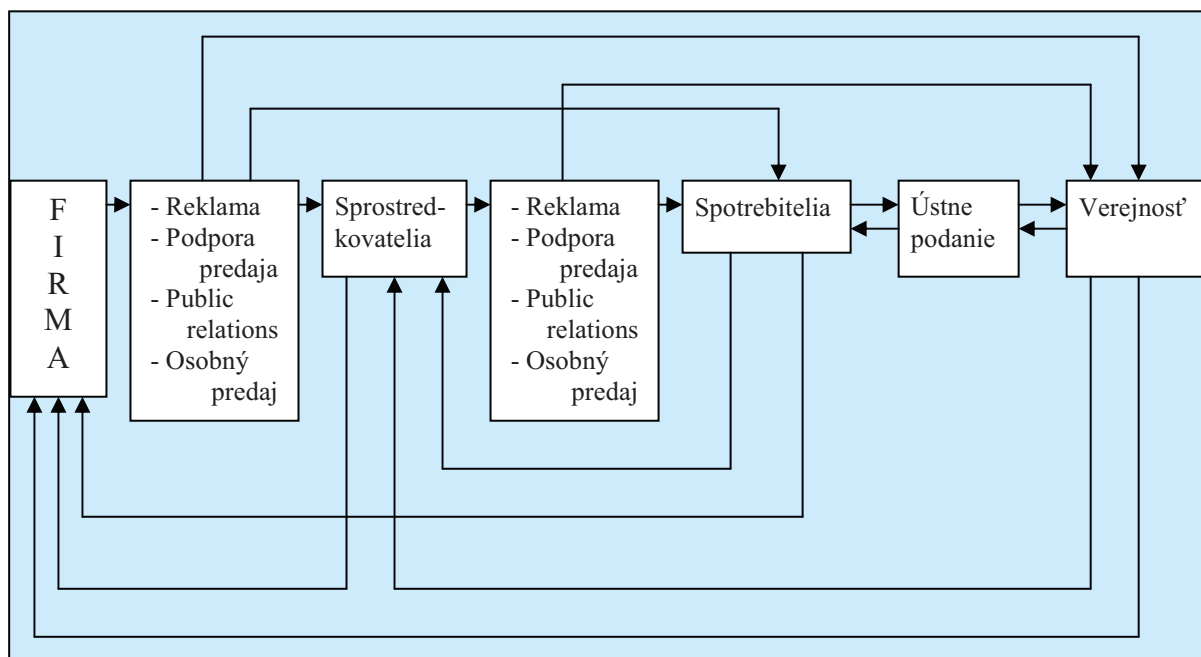 F
I
R
M
A
- Reklama
- Podpora
predaja
- Public
relations
- Osobný
predaj
Sprostred-
kovatelia
- Reklama
- Podpora
predaja
- Public
relations
- Osobný
predaj
Spotrebitelia
Ústne
podanie
Verejnosť